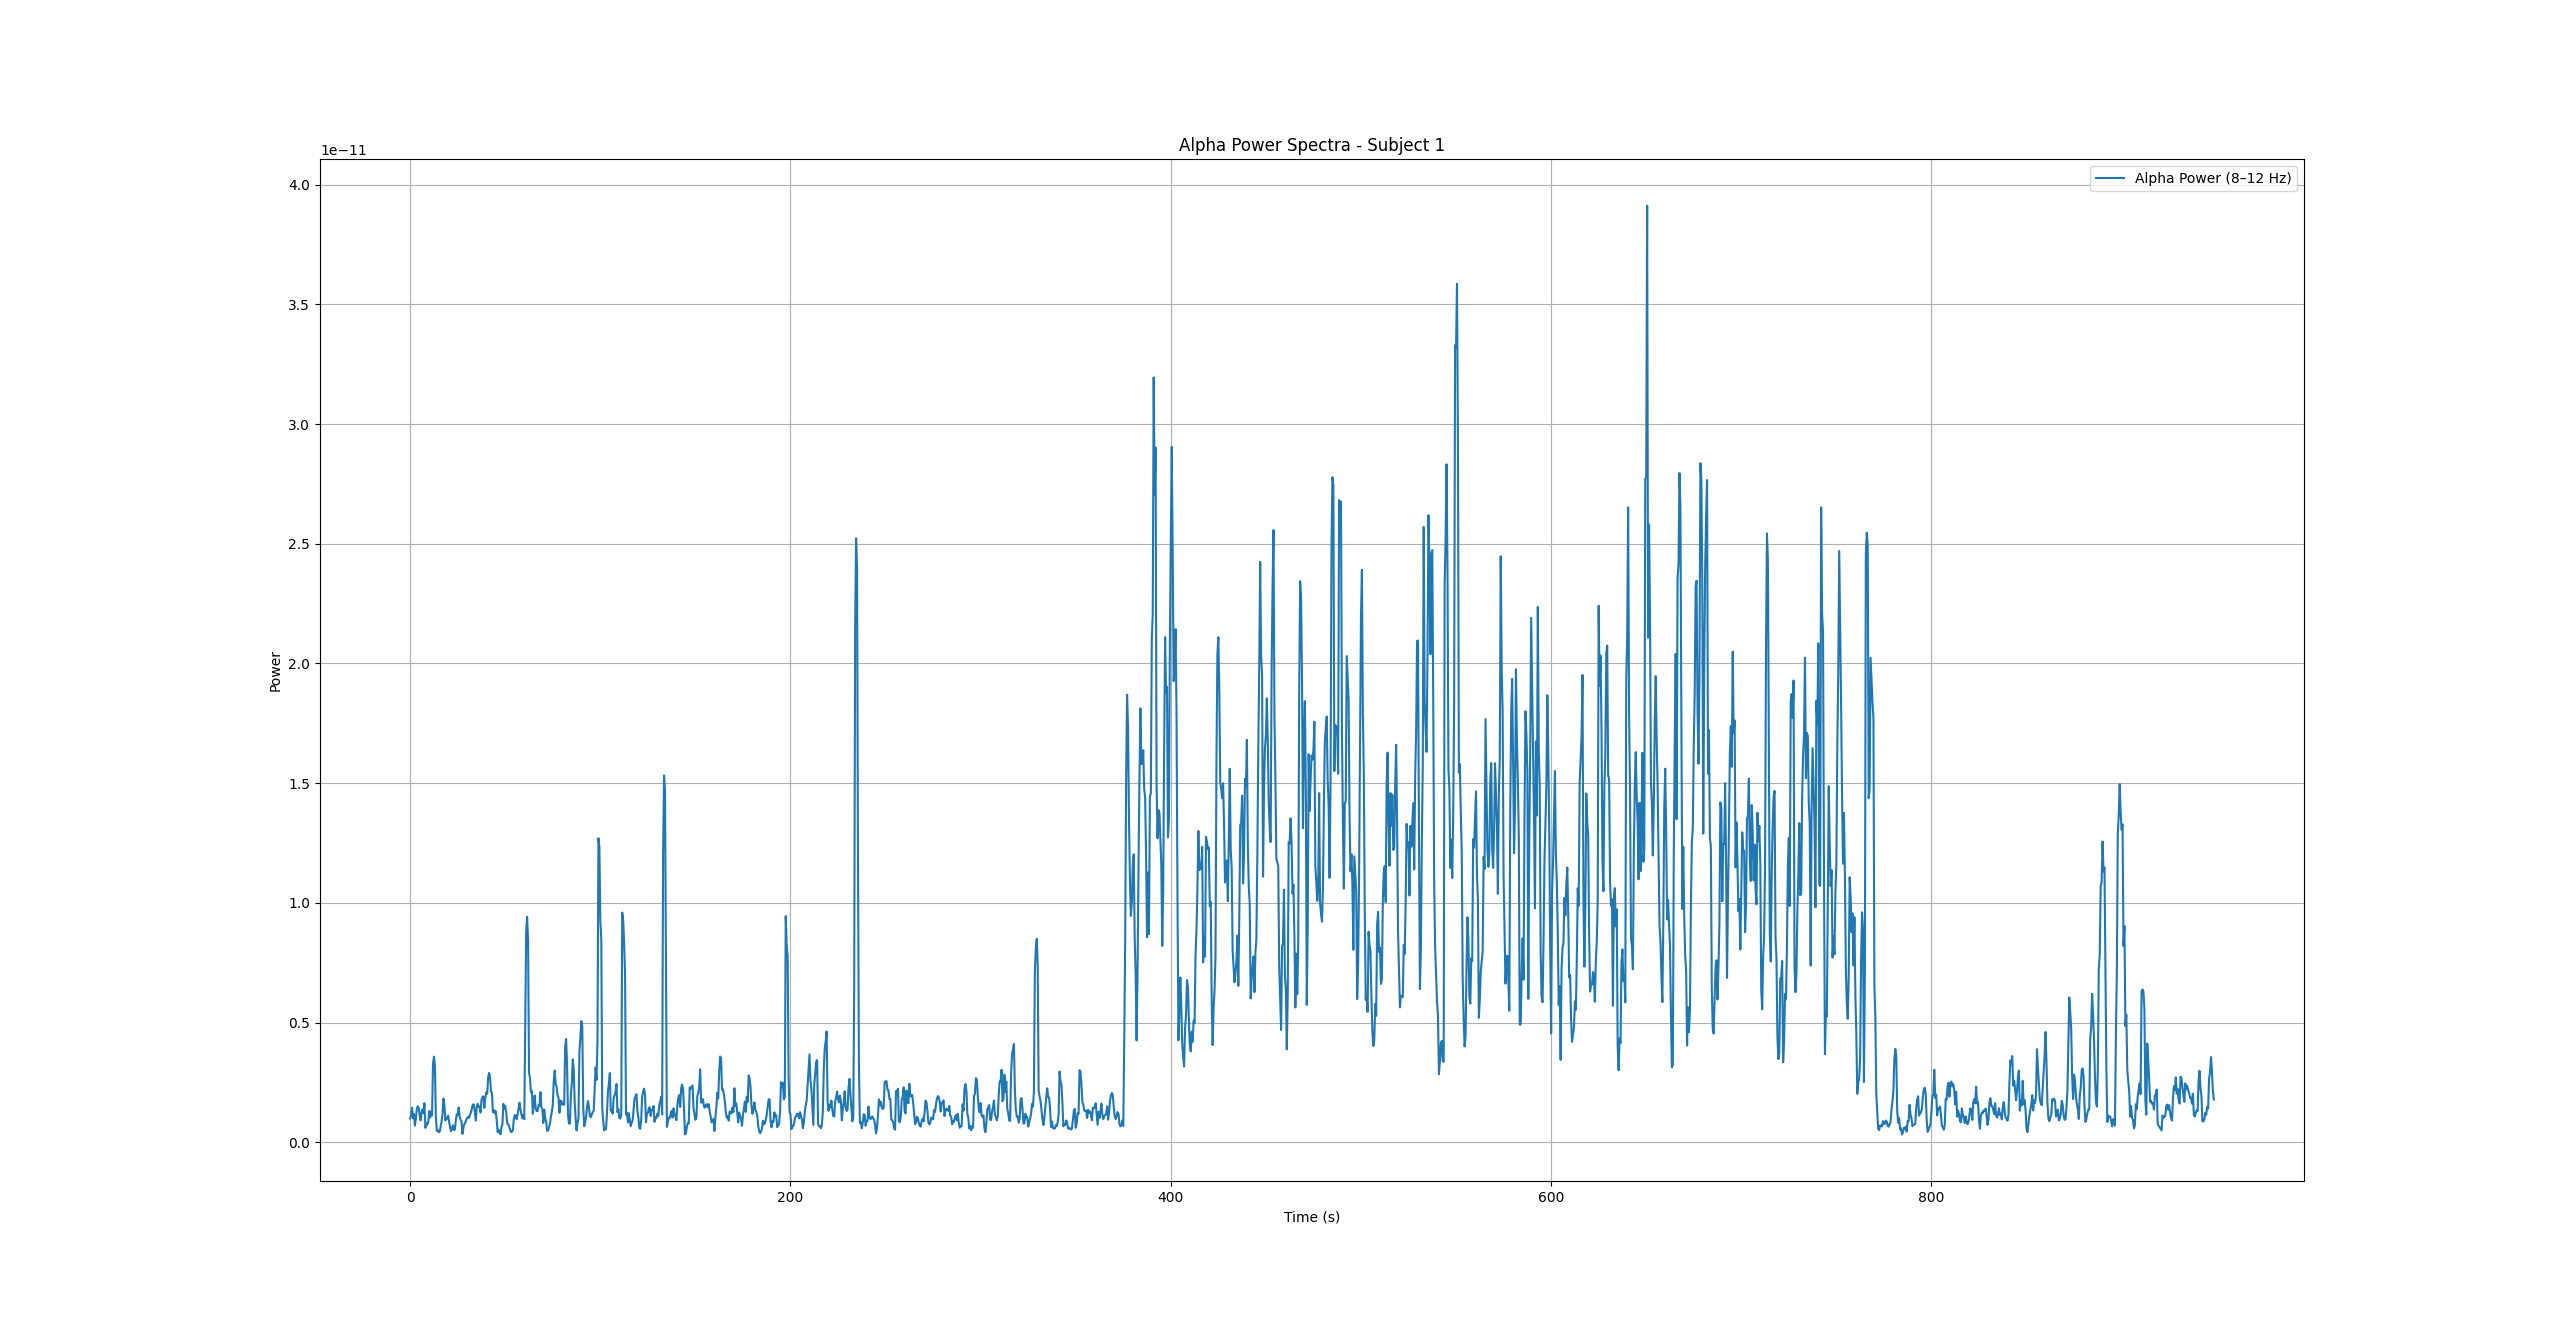 Alpha Power Spectra - Subject 1
1e−11
Alpha Power (8–12 Hz)
4.0
3.5
3.0
2.5
2.0
1.5
1.0
0.5
0.0
Power
0 200 400 600 800
Time (s)